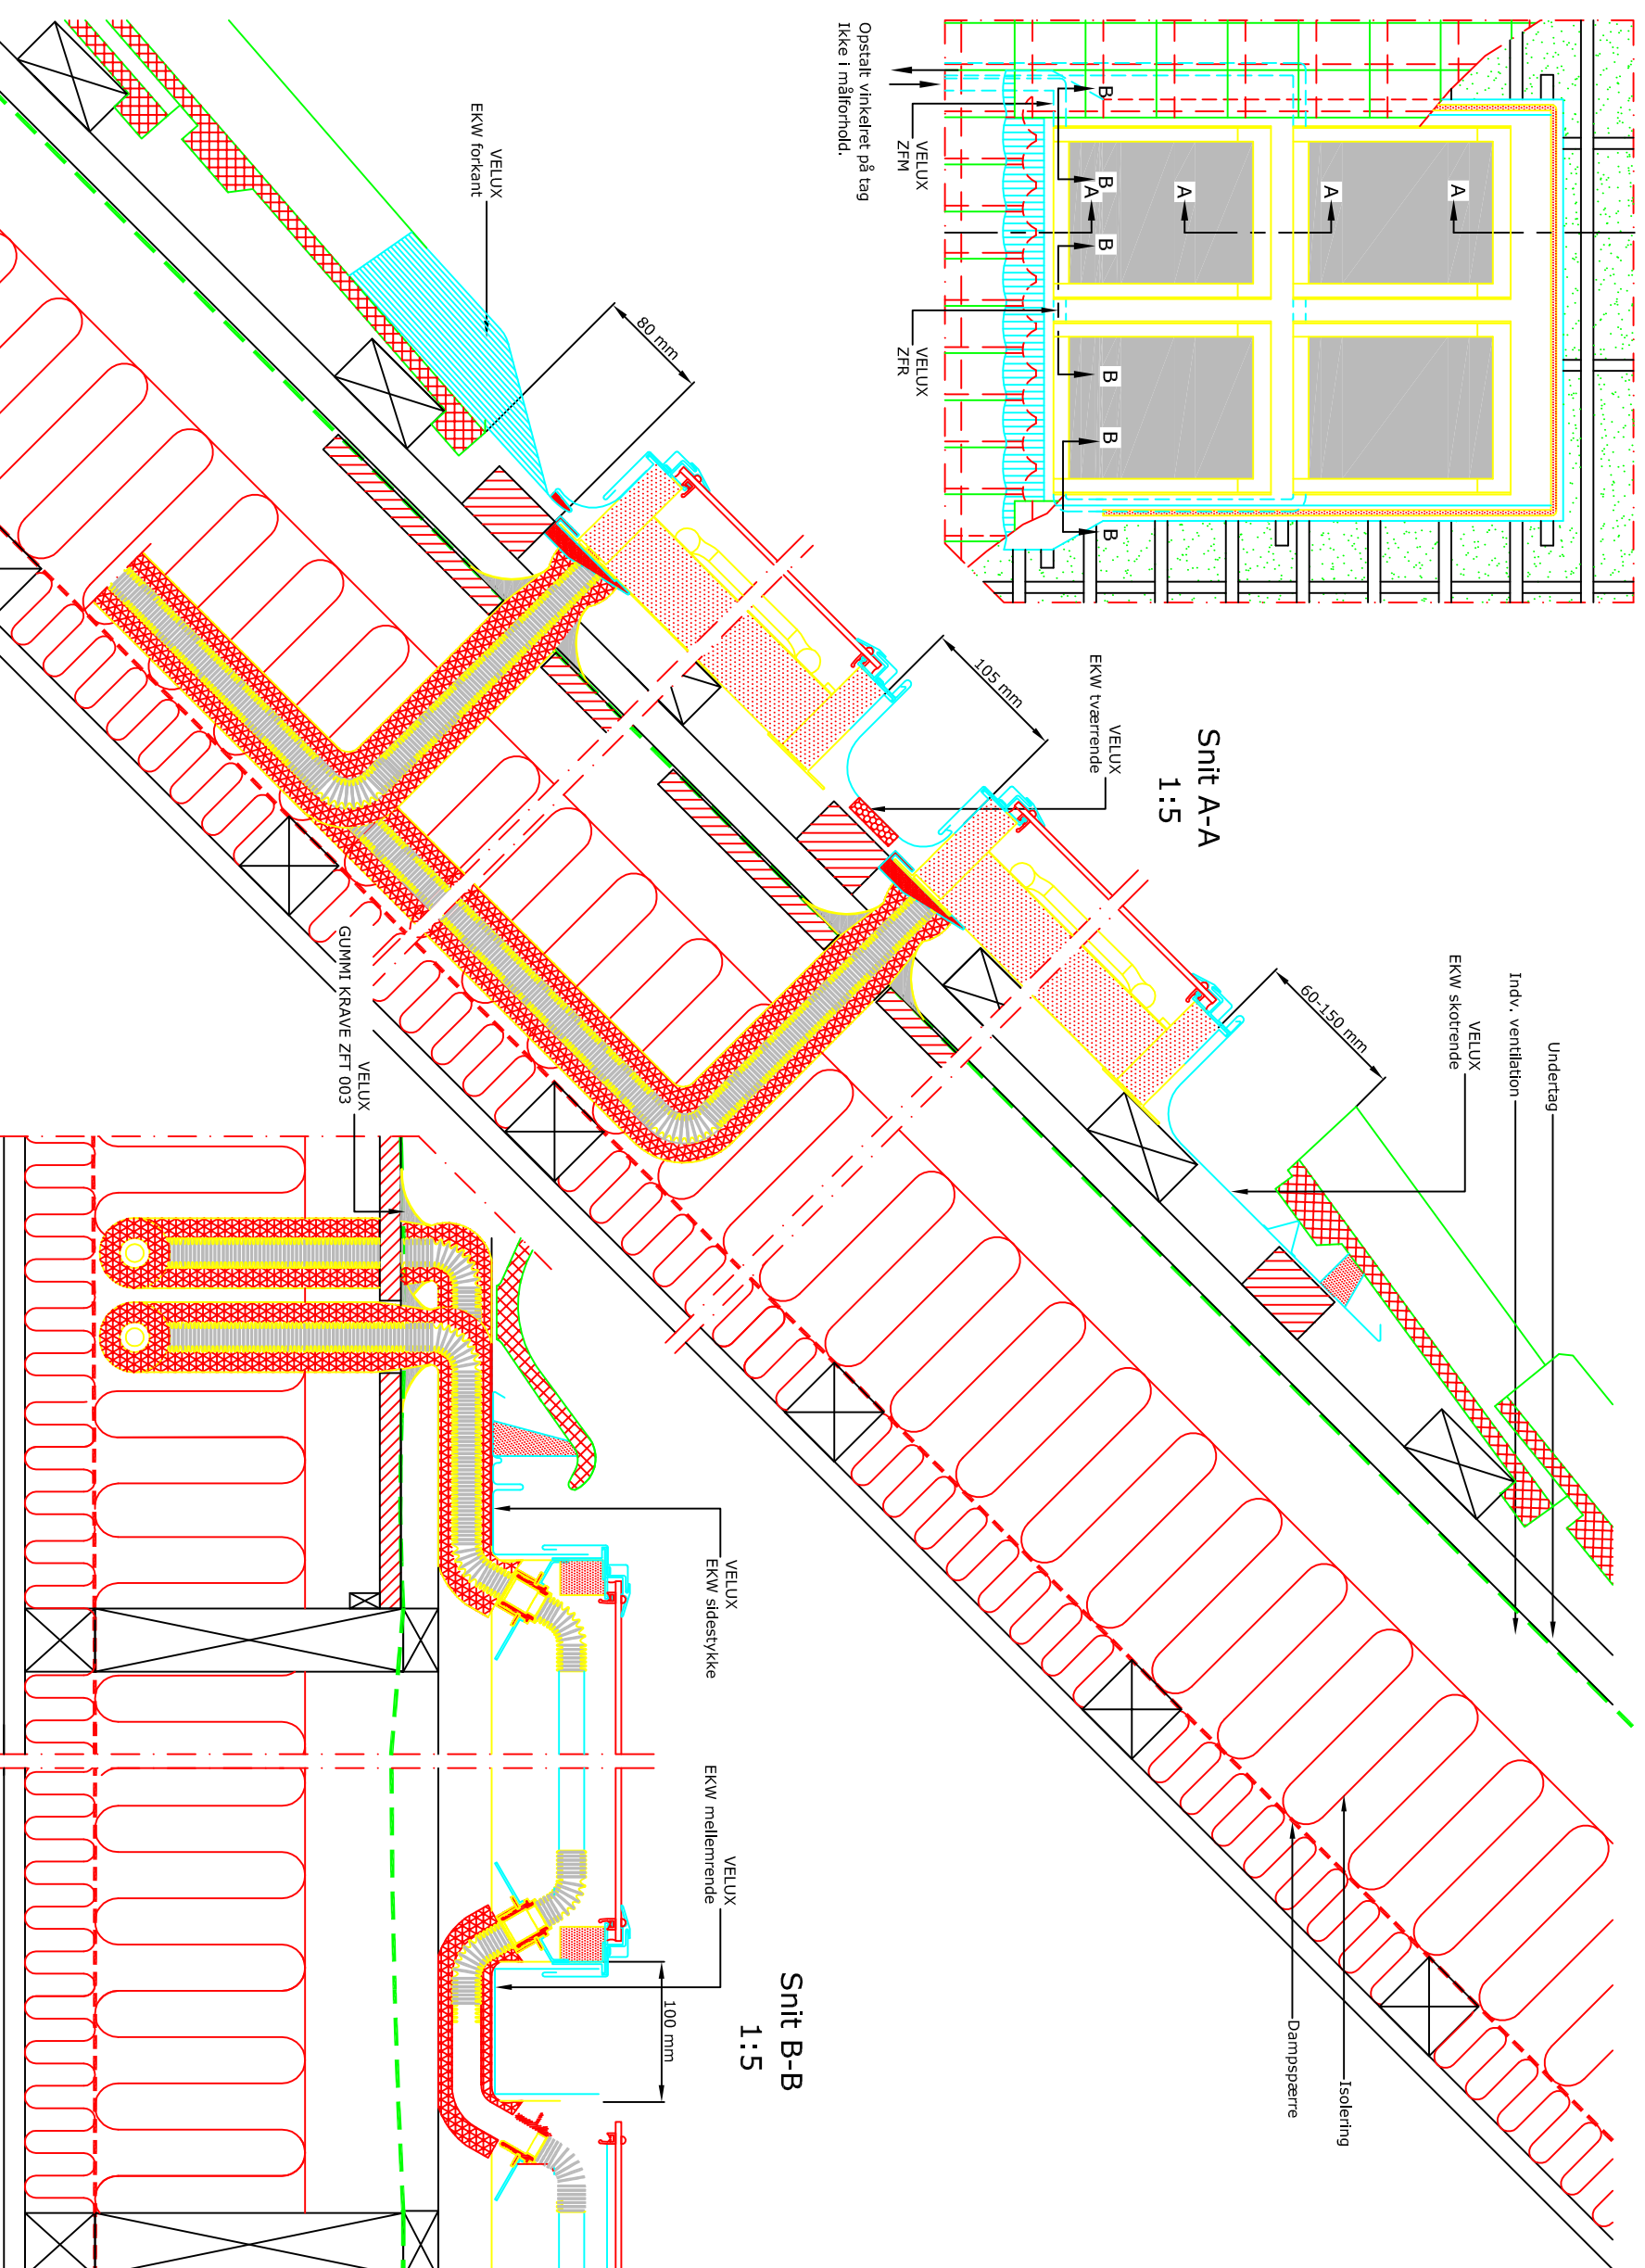 Opstalt vinkelret på tag
Ikke i målforhold.
VELUX
ZFM
VELUX
ZFR
B
B
B
B
B
B
A
A
A
A
VELUX
EKW forkant
80 mm
105 mm
60-150 mm
VELUX
EKW tværrende
Snit A-A
1:5
VELUX
EKW skotrende
Indv. ventilation
Undertag
VELUX
GUMMI KRAVE ZFT 003
VELUX
EKW sidestykke
VELUX
EKW mellemrende
100 mm
Snit B-B
1:5
Dampspærre
Isolering